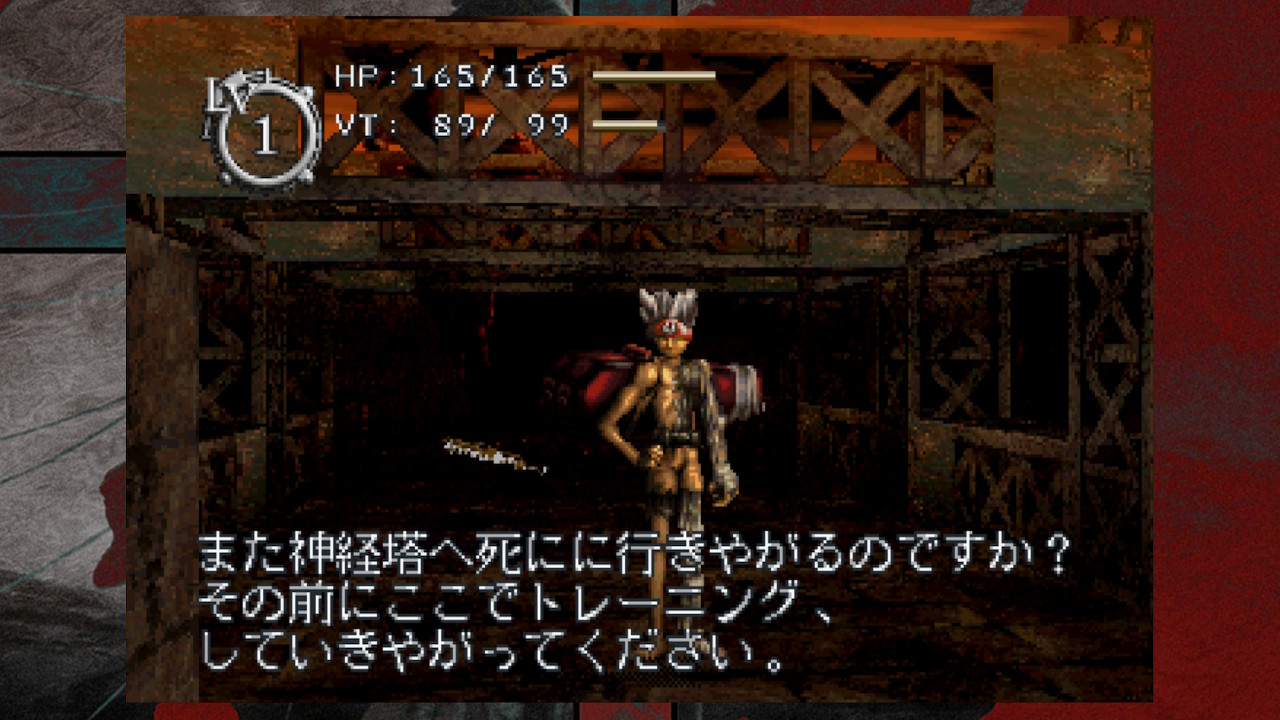 LV 1
HP:165/165
VT: 89/ 99
また神経塔へ死にに行きやがるのですか？
その前にここでトレーニング、
していきやがってください。